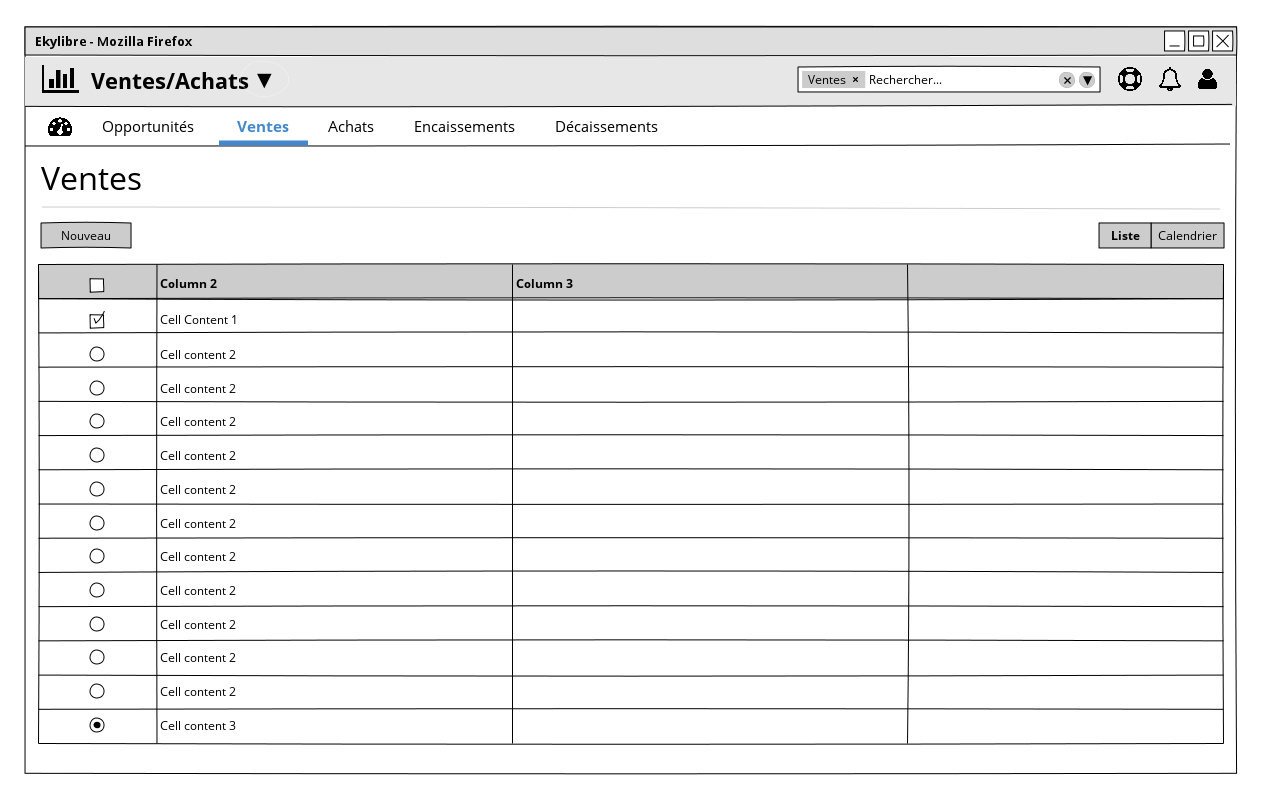 Ekylibre - Mozilla Firefox
Ventes/Achats ▼
Ventes × Rechercher...
Opportunités Ventes Achats Encaissements Décaissements
Ventes
Nouveau Liste Calendrier
Column 2 Column 3
Cell Content 1
Cell content 2
Cell content 2
Cell content 2
Cell content 2
Cell content 2
Cell content 2
Cell content 2
Cell content 2
Cell content 2
Cell content 2
Cell content 2
Cell content 3